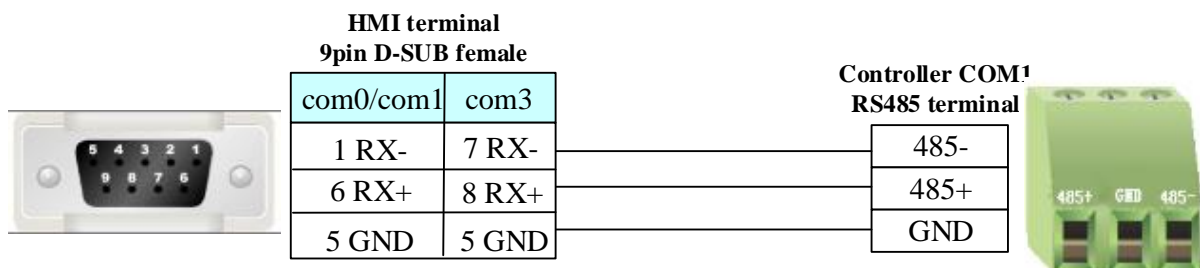 HMI terminal
9pin D-SUB female
Controller COM1
RS485 terminal
com0/com1 com3
1 RX- 7 RX-
6 RX+ 8 RX+
5 GND 5 GND
485-
485+
GND
5 4 3 2 1
9 8 7 6
485+ GND 485-